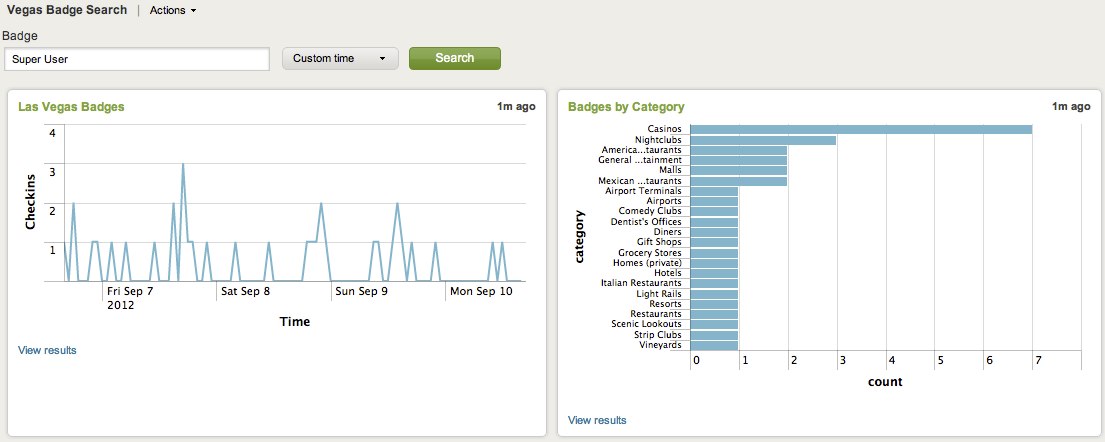 Vegas Badge Search | Actions
Badge
Super User
Custom time
Search
Las Vegas Badges
1m ago
4
3
2
1
Checkins
Fri Sep 7
2012
Sat Sep 8
Sun Sep 9
Mon Sep 10
Time
View results
Badges by Category
1m ago
category
Casinos
Nightclubs
America...taurants
General ...tainment
Malls
Mexican ...taurants
Airport Terminals
Airports
Comedy Clubs
Dentist's Offices
Diners
Gift Shops
Grocery Stores
Homes (private)
Hotels
Italian Restaurants
Light Rails
Resorts
Restaurants
Scenic Lookouts
Strip Clubs
Vineyards
0 1 2 3 4 5 6 7
count
View results